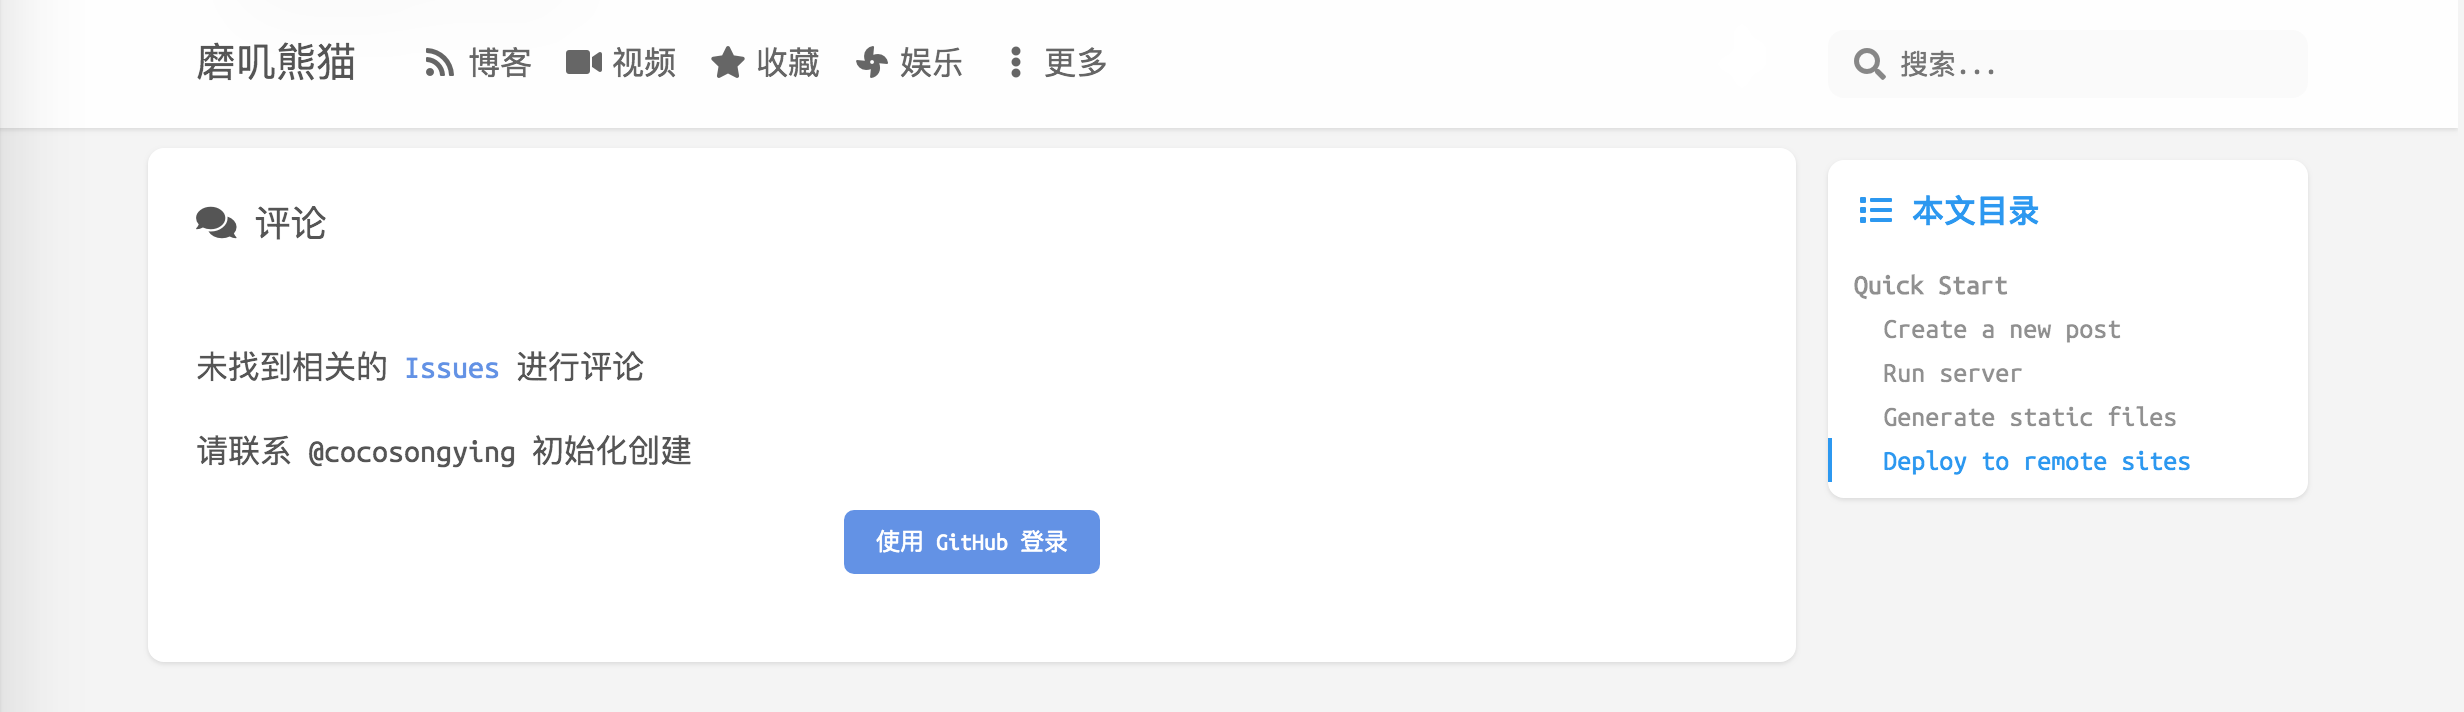 磨叽熊猫 博客 视频 收藏 娱乐 更多 搜索...
评论
未找到相关的 Issues 进行评论
请联系 @cocosongying 初始化创建
使用 GitHub 登录
本文目录
Quick Start
Create a new post
Run server
Generate static files
Deploy to remote sites